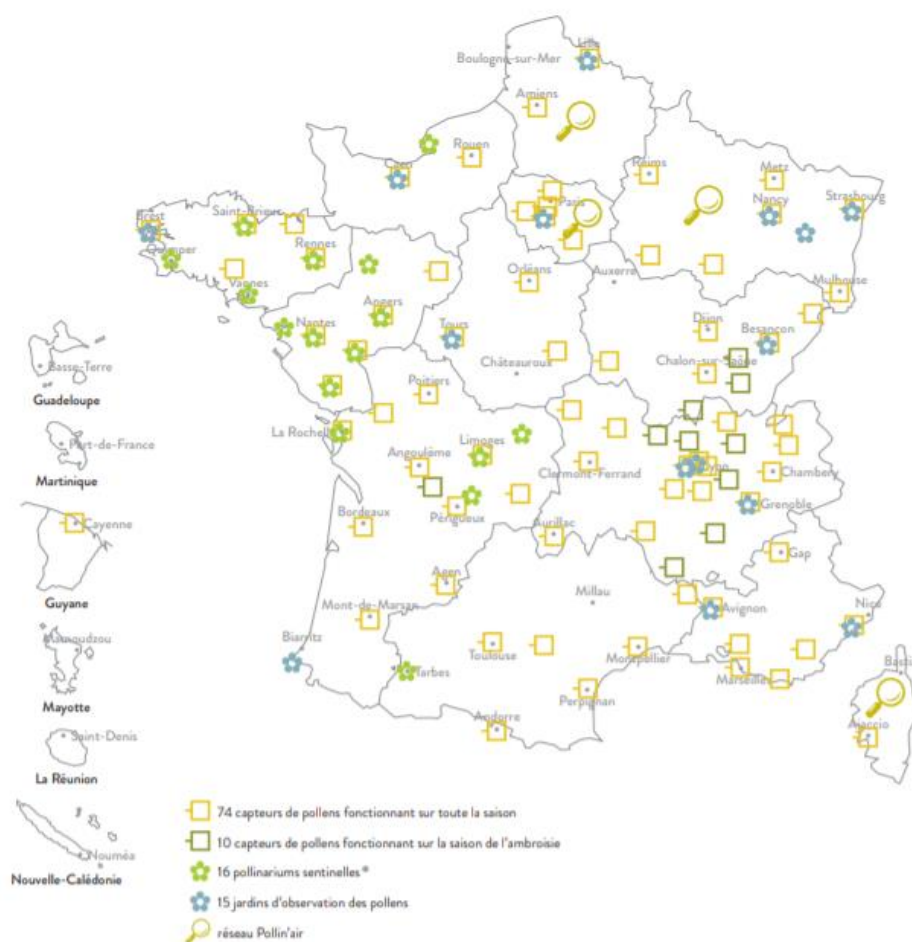 Lille
Boulogne-sur-Mer
Amiens
Rouen
Caen
Reims
Metz
Paris
Nancy
Strasbourg
Brest
Saint-Brieuc
Quimper
Rennes
Vannes
Orléans
Auxerre
Mulhouse
Angers
Nantes
Tours
Dijon
Besançon
Châteauroux
Chalon-sur-Saône
Poitiers
Basse-Terre
Guadeloupe
La Rochell
Limoges
Angoulème
Clermont-Ferrand
Lyon
Chambery
Fort-de-France
Martinique
Périgueux
Grenoble
Bordeaux
Aurillac
Cayenne
Guyane
Gap
Agen
Millau
Avignon
Nice
Mont-de-Marsan
Mamoudzou
Biarritz
Toulouse
Montpellier
Marseille
Bastia
Tarbes
Mayotte
Perpignan
Andorre
Ajaccio
Saint-Denis
La Réunion
Nouméa
Nouvelle-Calédonie
74 capteurs de pollens fonctionnant sur toute la saison
10 capteurs de pollens fonctionnant sur la saison de l'ambroisie
16 pollinariums sentinelles®
15 jardins d'observation des pollens
réseau Pollin'air